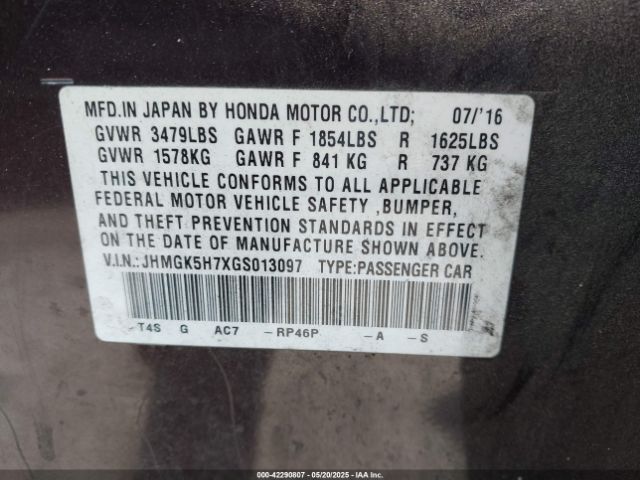 MFD.IN JAPAN BY HONDA MOTOR CO.,LTD; 07/'16
GVWR 3479LBS GAWR F 1854LBS R 1625LBS
GVWR 1578KG GAWR F 841 KG R 737 KG
THIS VEHICLE CONFORMS TO ALL APPLICABLE
FEDERAL MOTOR VEHICLE SAFETY ,BUMPER,
AND THEFT PREVENTION STANDARDS IN EFFECT
ON THE DATE OF MANUFACTURE SHOWN ABOVE.
V.I.N.:JHMGK5H7XGS013097 TYPE:PASSENGER CAR
-T4S G AC7 -RP46P -A -S
000-42290807 - 05/20/2025 - IAAI.COM